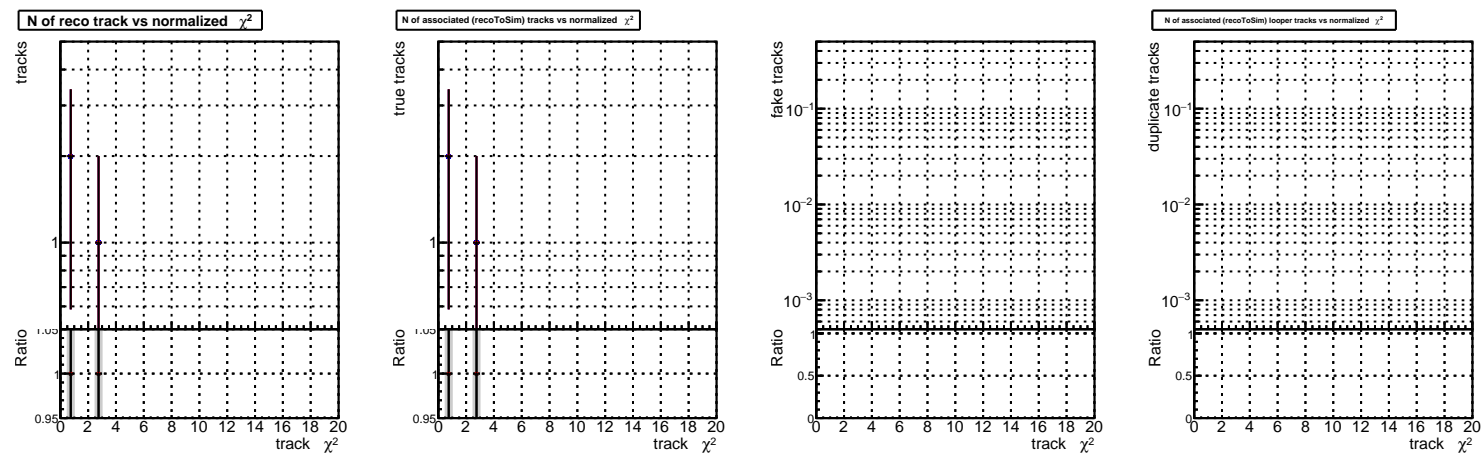 N of reco track vs normalized χ²
tracks
1
Ratio
1.05
1
0.95
0 2 4 6 8 10 12 14 16 18 20
track χ²
N of associated (recoToSim) tracks vs normalized χ²
true tracks
1
Ratio
1.05
1
0.95
0 2 4 6 8 10 12 14 16 18 20
track χ²
fake tracks
10⁻¹
10⁻²
10⁻³
Ratio
1
0.5
0
0 2 4 6 8 10 12 14 16 18 20
track χ²
N of associated (recoToSim) looper tracks vs normalized χ²
duplicate tracks
10⁻¹
10⁻²
10⁻³
Ratio
1
0.5
0
0 2 4 6 8 10 12 14 16 18 20
track χ²